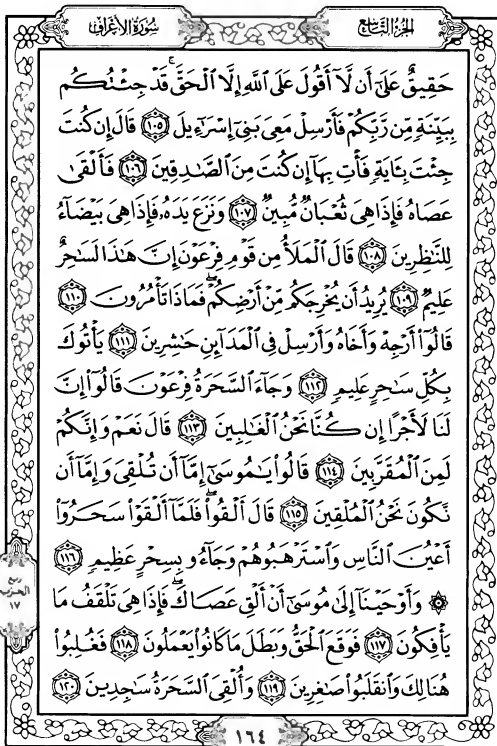 الجزء التاسع
سورة الأعراف
حَقِيقٌ عَلَىٰٓ أَن لَّآ أَقُولَ عَلَى ٱللَّهِ إِلَّا ٱلْحَقَّۚ قَدْ جِئْتُكُم
بِبَيِّنَةٍ مِّن رَّبِّكُمْ فَأَرْسِلْ مَعِىَ بَنِىٓ إِسْرَٰٓءِيلَ ١٠٥ قَالَ إِن كُنتَ
جِئْتَ بِـَٔايَةٍ فَأْتِ بِهَآ إِن كُنتَ مِنَ ٱلصَّـٰدِقِينَ ١٠٦ فَأَلْقَىٰ
عَصَاهُ فَإِذَا هِىَ ثُعْبَانٌ مُّبِينٌ ١٠٧ وَنَزَعَ يَدَهُۥ فَإِذَا هِىَ بَيْضَآءُ
لِلنَّـٰظِرِينَ ١٠٨ قَالَ ٱلْمَلَأُ مِن قَوْمِ فِرْعَوْنَ إِنَّ هَـٰذَا لَسَـٰحِرٌ
عَلِيمٌ ١٠٩ يُرِيدُ أَن يُخْرِجَكُم مِّنْ أَرْضِكُمْۖ فَمَاذَا تَأْمُرُونَ ١١٠
قَالُوٓا۟ أَرْجِهْ وَأَخَاهُ وَأَرْسِلْ فِى ٱلْمَدَآئِنِ حَـٰشِرِينَ ١١١ يَأْتُوكَ
بِكُلِّ سَـٰحِرٍ عَلِيمٍ ١١٢ وَجَآءَ ٱلسَّحَرَةُ فِرْعَوْنَ قَالُوٓا۟ إِنَّ
لَنَا لَأَجْرًا إِن كُنَّا نَحْنُ ٱلْغَـٰلِبِينَ ١١٣ قَالَ نَعَمْ وَإِنَّكُمْ
لَمِنَ ٱلْمُقَرَّبِينَ ١١٤ قَالُوا۟ يَـٰمُوسَىٰٓ إِمَّآ أَن تُلْقِىَ وَإِمَّآ أَن
نَّكُونَ نَحْنُ ٱلْمُلْقِينَ ١١٥ قَالَ أَلْقُوا۟ۖ فَلَمَّآ أَلْقَوْا۟ سَحَرُوٓا۟
أَعْيُنَ ٱلنَّاسِ وَٱسْتَرْهَبُوهُمْ وَجَآءُو بِسِحْرٍ عَظِيمٍ ١١٦
۞ وَأَوْحَيْنَآ إِلَىٰ مُوسَىٰٓ أَنْ أَلْقِ عَصَاكَۖ فَإِذَا هِىَ تَلْقَفُ مَا
يَأْفِكُونَ ١١٧ فَوَقَعَ ٱلْحَقُّ وَبَطَلَ مَا كَانُوا۟ يَعْمَلُونَ ١١٨ فَغُلِبُوا۟
هُنَالِكَ وَٱنقَلَبُوا۟ صَـٰغِرِينَ ١١٩ وَأُلْقِىَ ٱلسَّحَرَةُ سَـٰجِدِينَ ١٢٠
ربع
الحزب
١٧
١٦٤